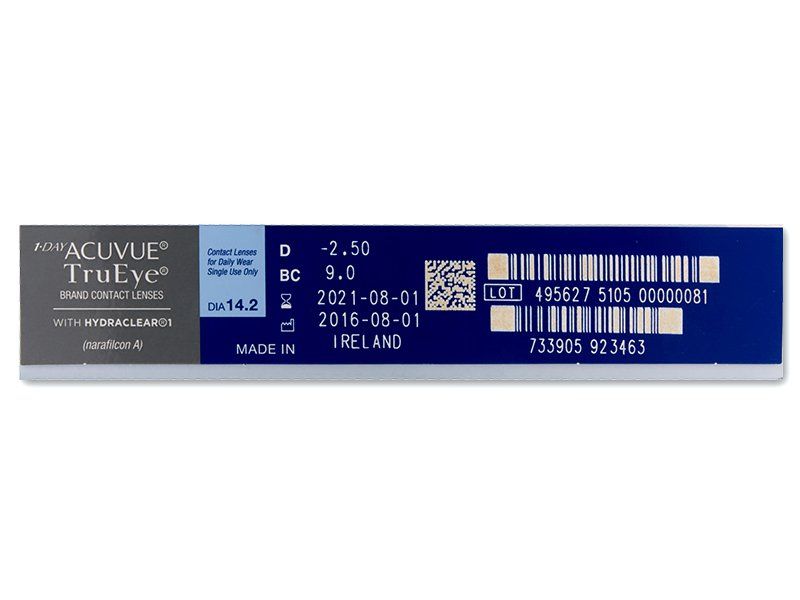 1·DAY ACUVUE®
TruEye®
BRAND CONTACT LENSES
WITH HYDRACLEAR®1
(narafilcon A)
Contact Lenses
for Daily Wear
Single Use Only
DIA 14.2
D -2.50
BC 9.0
2021-08-01
2016-08-01
MADE IN IRELAND
LOT 495627 5105 00000081
733905 923463